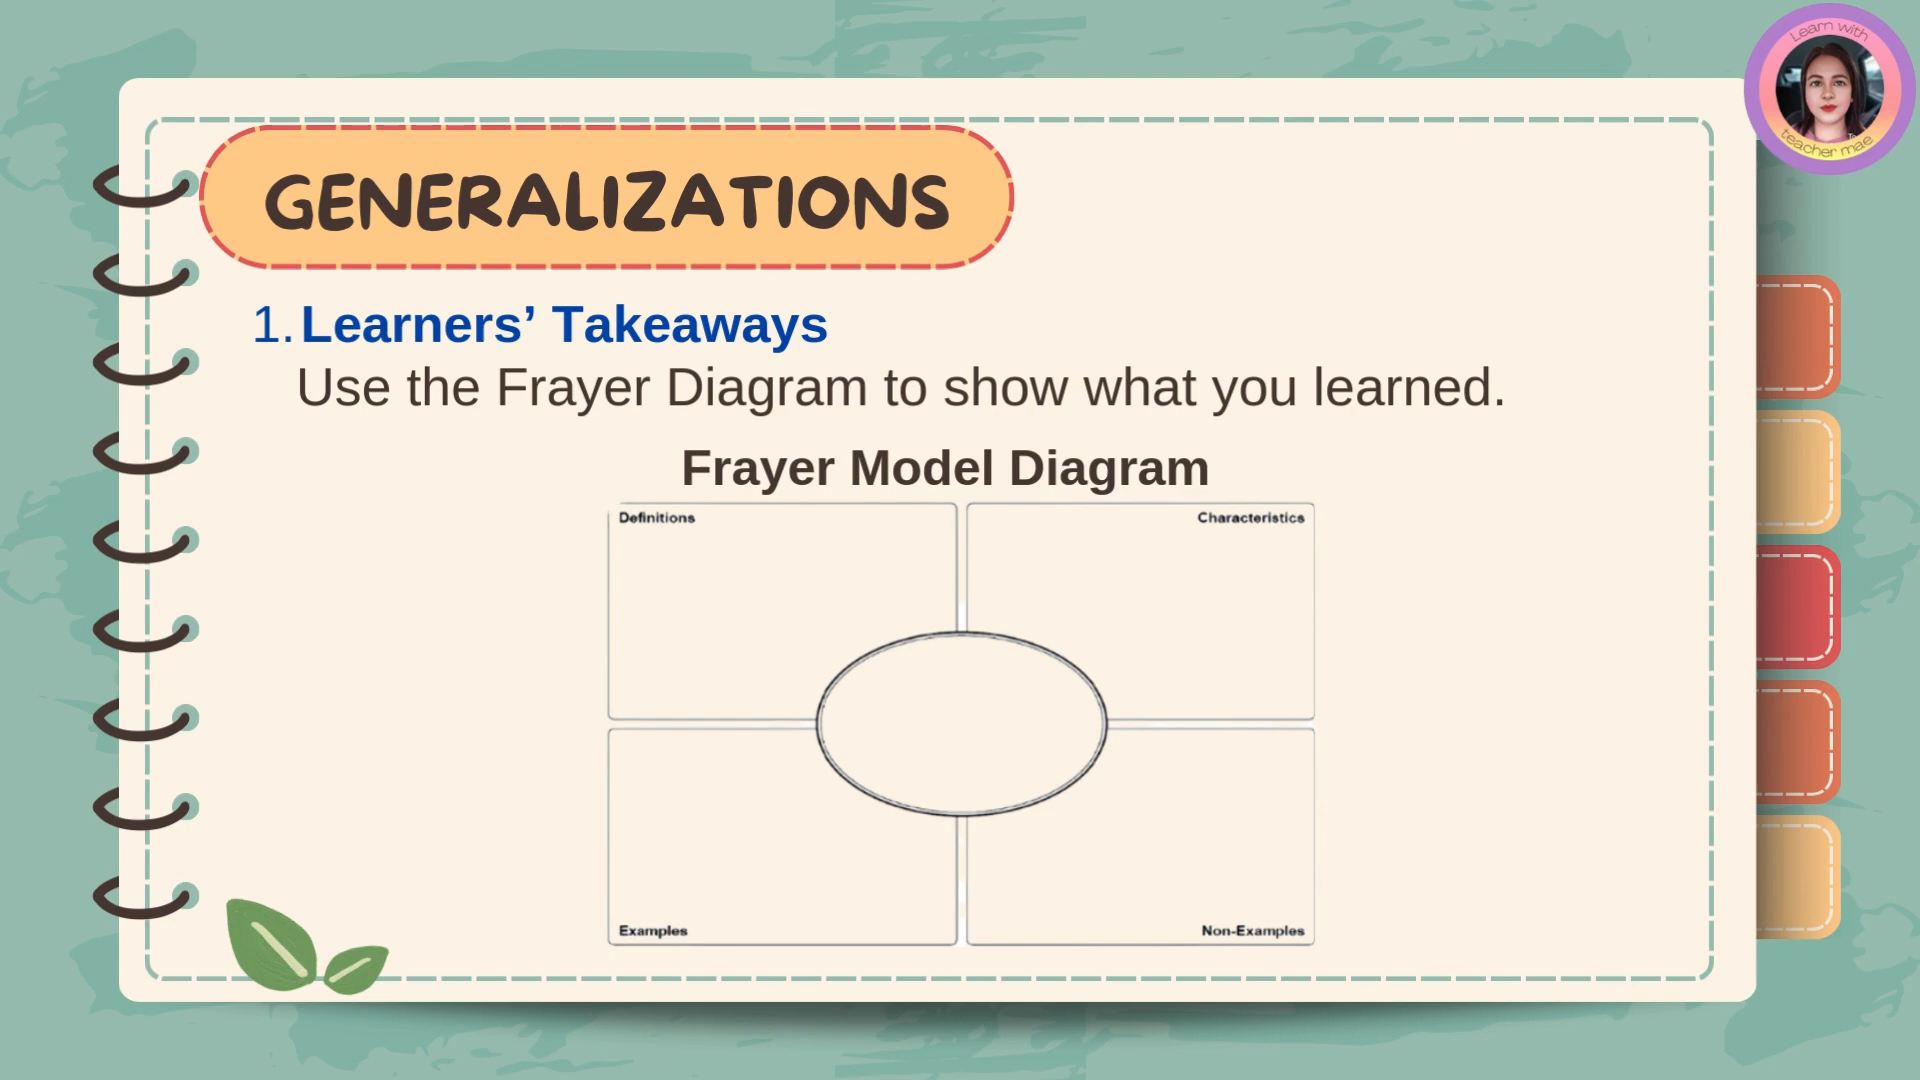 Learn with
teacher mae
GENERALIZATIONS
1. Learners’ Takeaways
Use the Frayer Diagram to show what you learned.
Frayer Model Diagram
Definitions
Characteristics
Examples
Non-Examples